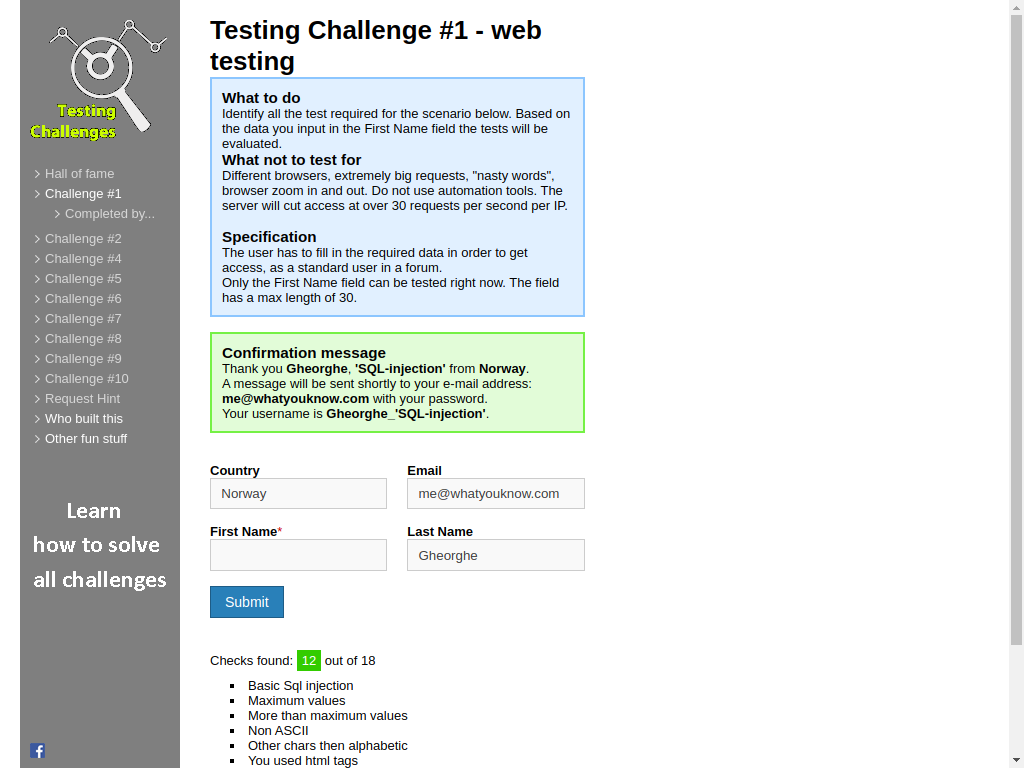 Testing
Challenges
Hall of fame
Challenge #1
Completed by...
Challenge #2
Challenge #4
Challenge #5
Challenge #6
Challenge #7
Challenge #8
Challenge #9
Challenge #10
Request Hint
Who built this
Other fun stuff
Learn
how to solve
all challenges
Testing Challenge #1 - web
testing
What to do
Identify all the test required for the scenario below. Based on
the data you input in the First Name field the tests will be
evaluated.
What not to test for
Different browsers, extremely big requests, "nasty words",
browser zoom in and out. Do not use automation tools. The
server will cut access at over 30 requests per second per IP.
Specification
The user has to fill in the required data in order to get
access, as a standard user in a forum.
Only the First Name field can be tested right now. The field
has a max length of 30.
Confirmation message
Thank you Gheorghe, 'SQL-injection' from Norway.
A message will be sent shortly to your e-mail address:
me@whatyouknow.com with your password.
Your username is Gheorghe_'SQL-injection'.
Country
Email
Norway
me@whatyouknow.com
First Name*
Last Name
Gheorghe
Submit
Checks found: 12 out of 18
Basic Sql injection
Maximum values
More than maximum values
Non ASCII
Other chars then alphabetic
You used html tags